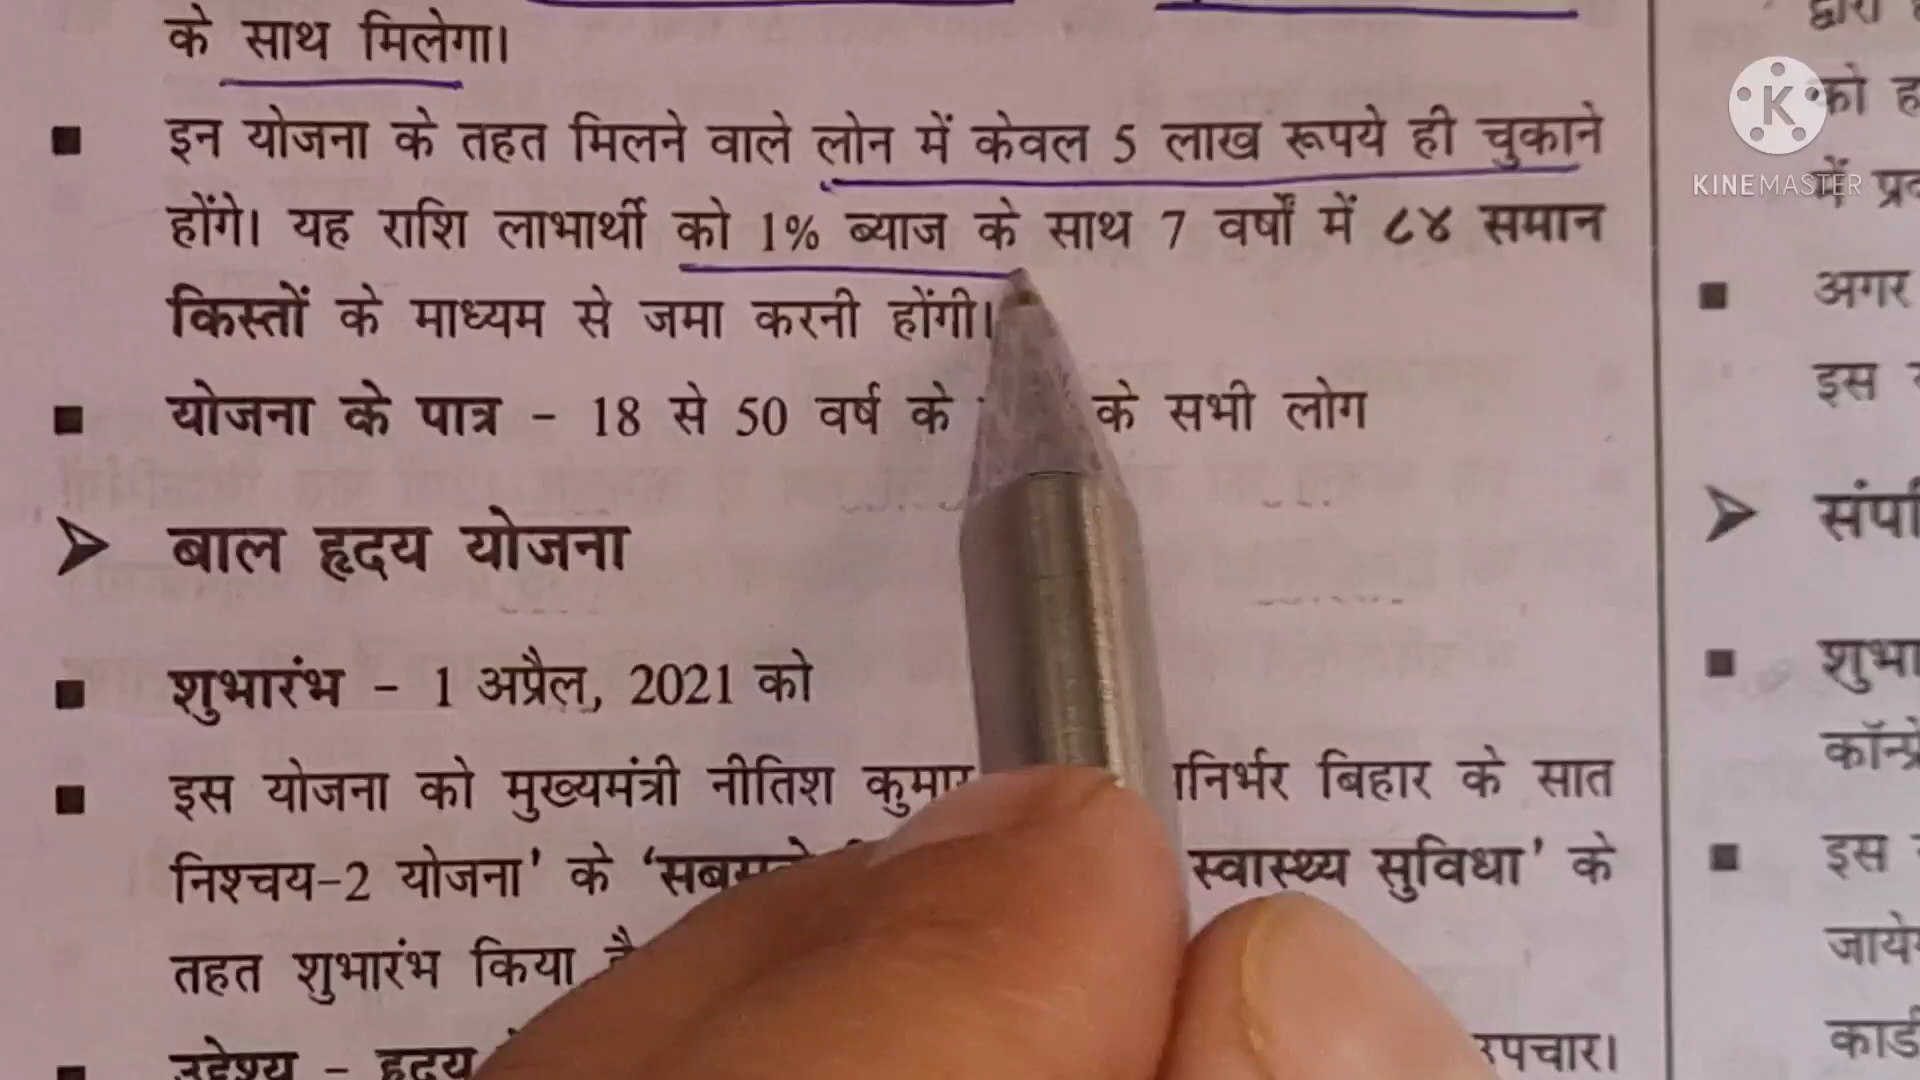 के साथ मिलेगा।
इन योजना के तहत मिलने वाले लोन में केवल 5 लाख रूपये ही चुकाने
होंगे। यह राशि लाभार्थी को 1% ब्याज के साथ 7 वर्षों में ८४ समान
किस्तों के माध्यम से जमा करनी होंगी।
योजना के पात्र - 18 से 50 वर्ष के के सभी लोग
➤ बाल हृदय योजना
शुभारंभ - 1 अप्रैल, 2021 को
इस योजना को मुख्यमंत्री नीतिश कुमार बिहार के सात
निश्चय-2 योजना' के स्वास्थ्य सुविधा' के
तहत शुभारंभ किया है
उद्देश्य - हृदय उपचार।
द्वारा
को
में
अगर
इस
शुभा
इस
KINEMASTER